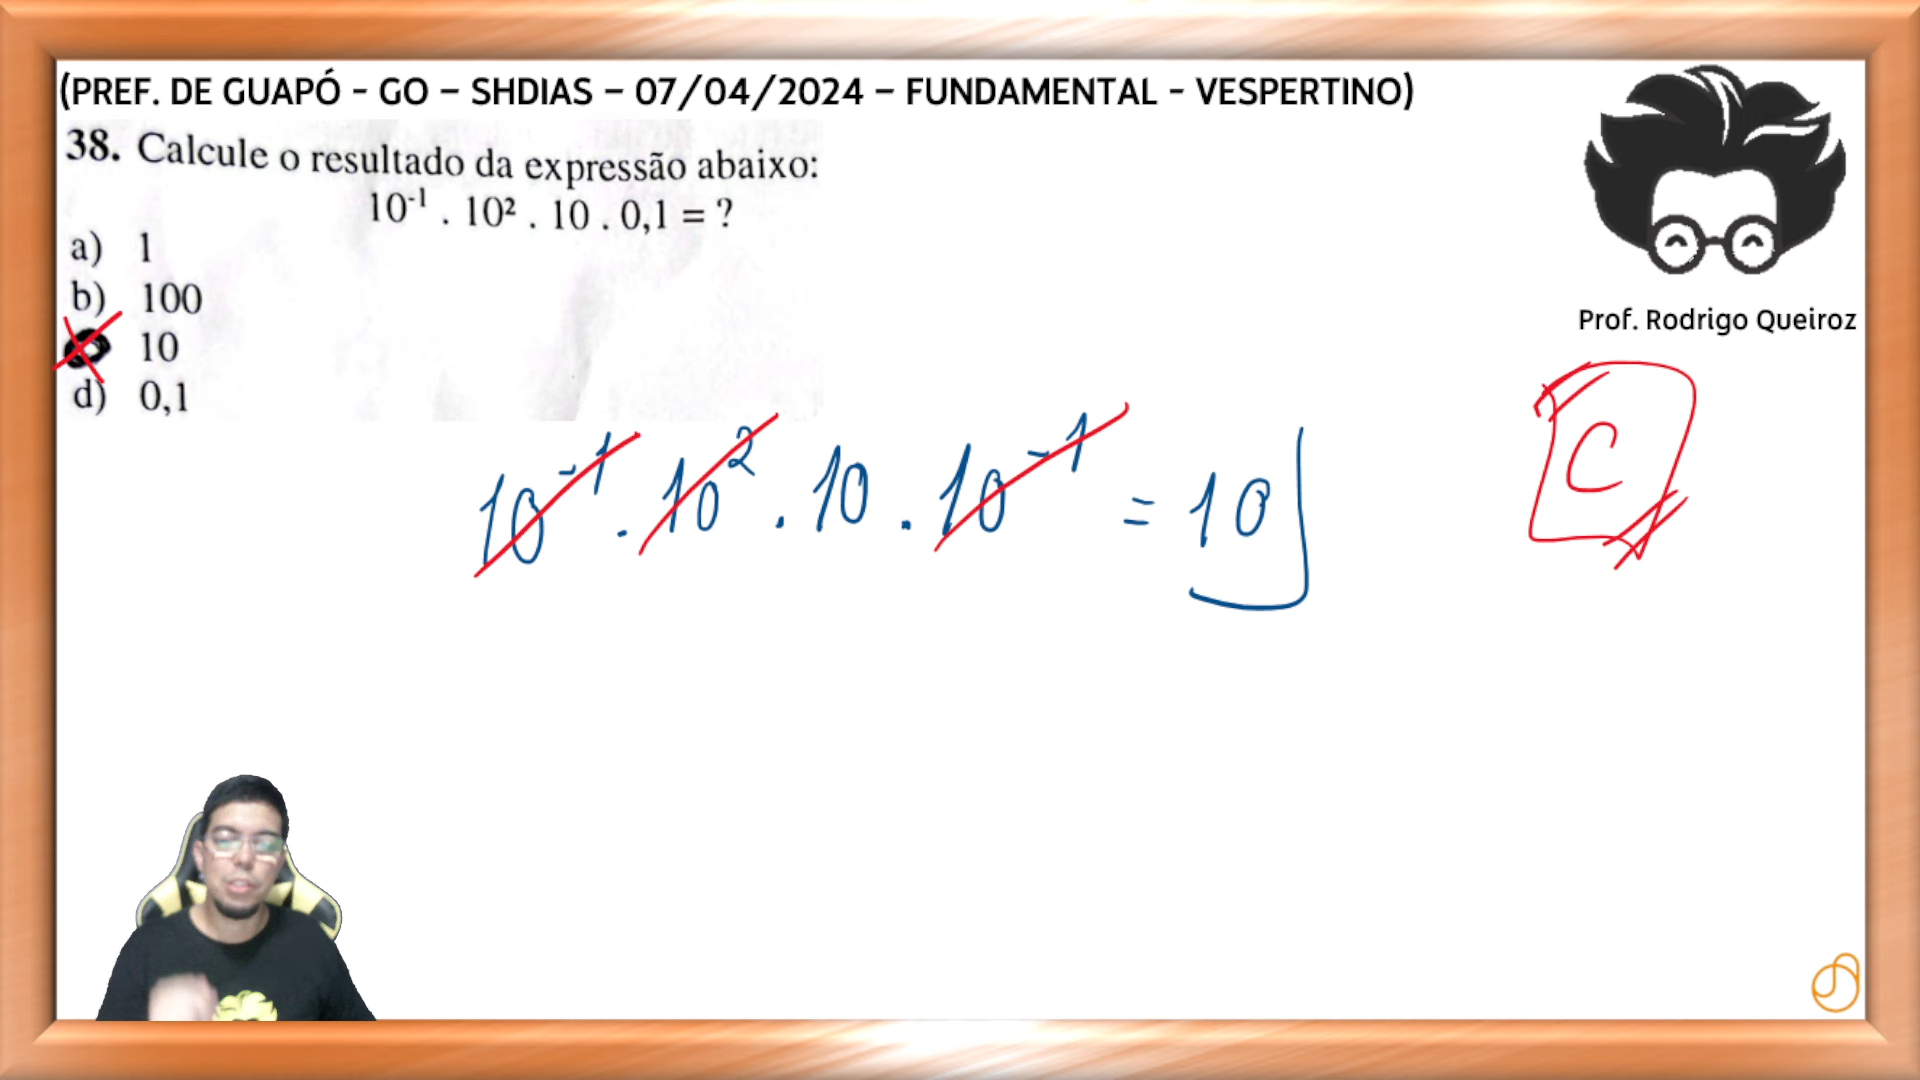 (PREF. DE GUAPÓ - GO – SHDIAS – 07/04/2024 – FUNDAMENTAL - VESPERTINO)
38. Calcule o resultado da expressão abaixo:
10⁻¹ . 10² . 10 . 0,1 = ?
a) 1
b) 100
10
d) 0,1
Prof. Rodrigo Queiroz
C
10⁻¹ . 10² . 10 . 10⁻¹ = 10